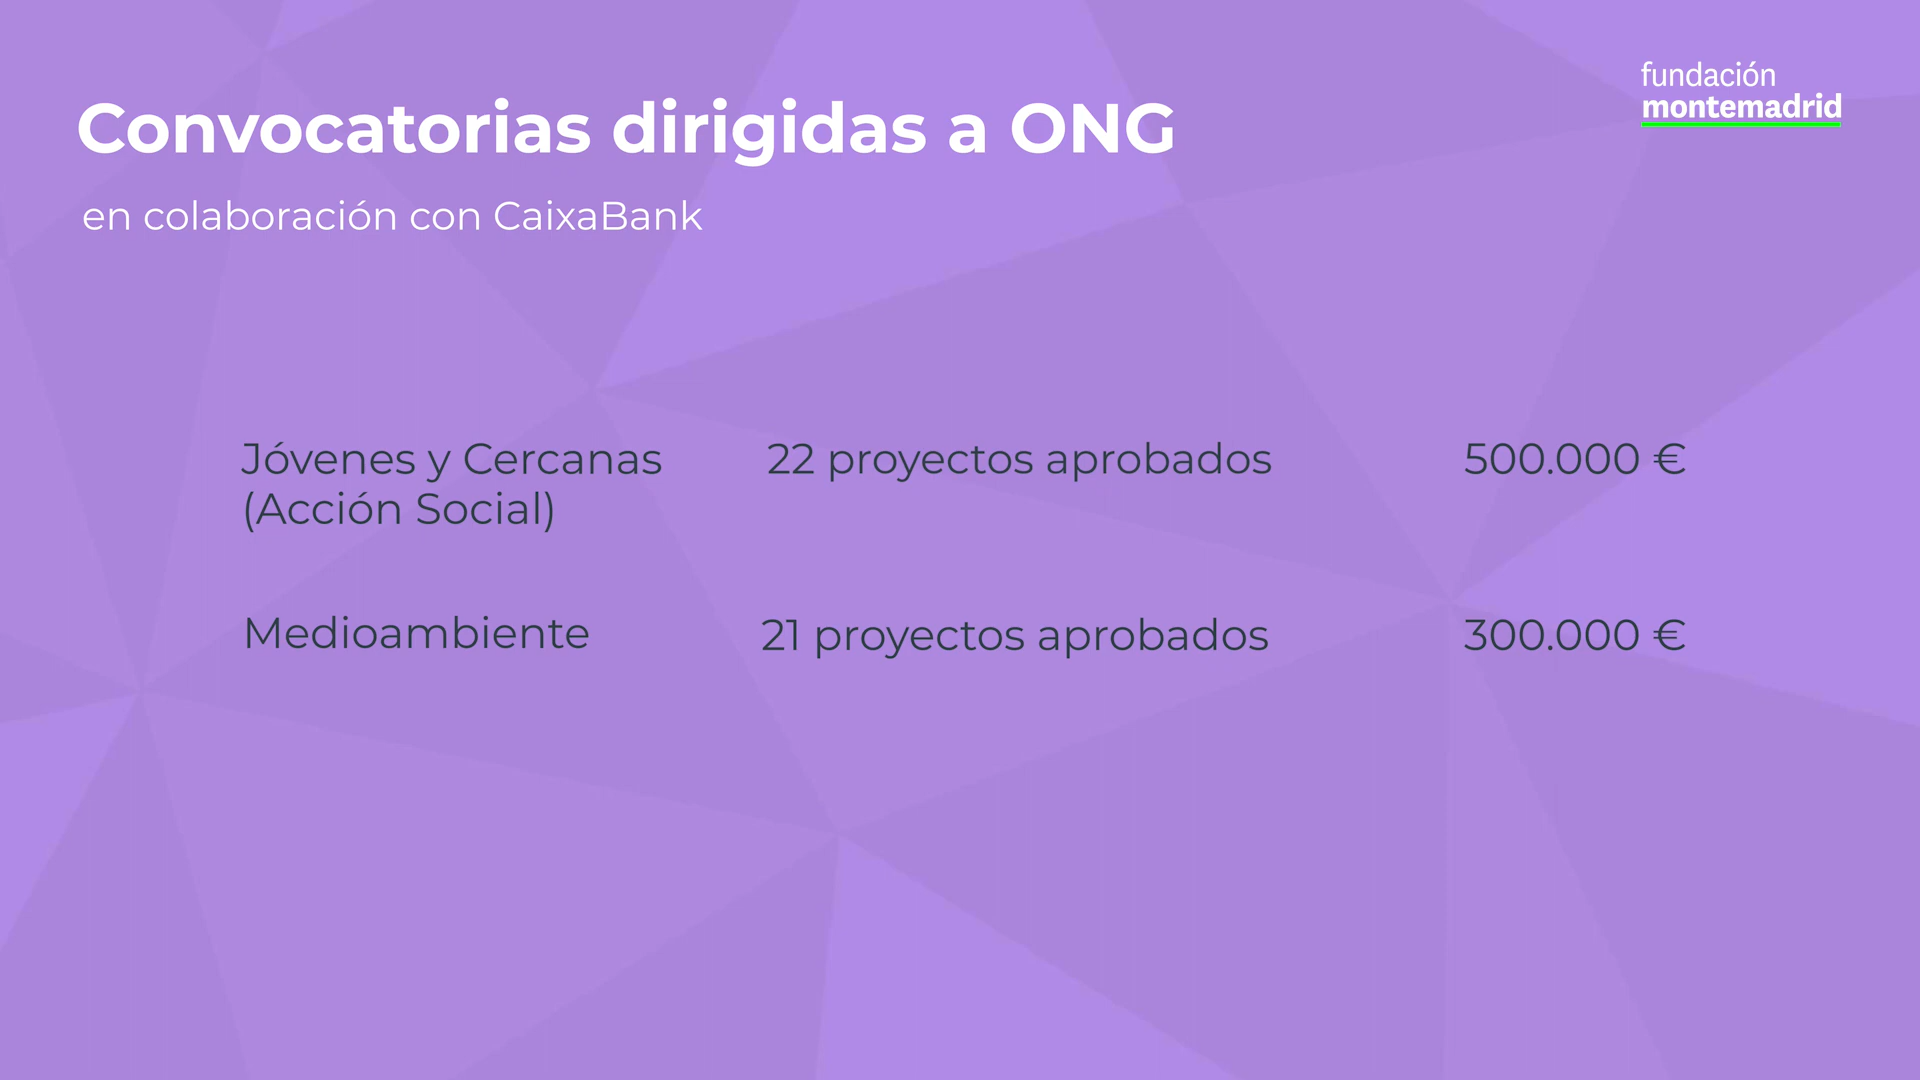 fundación
montemadrid
Convocatorias dirigidas a ONG
en colaboración con CaixaBank
Jóvenes y Cercanas 22 proyectos aprobados 500.000 €
(Acción Social)
Medioambiente 21 proyectos aprobados 300.000 €